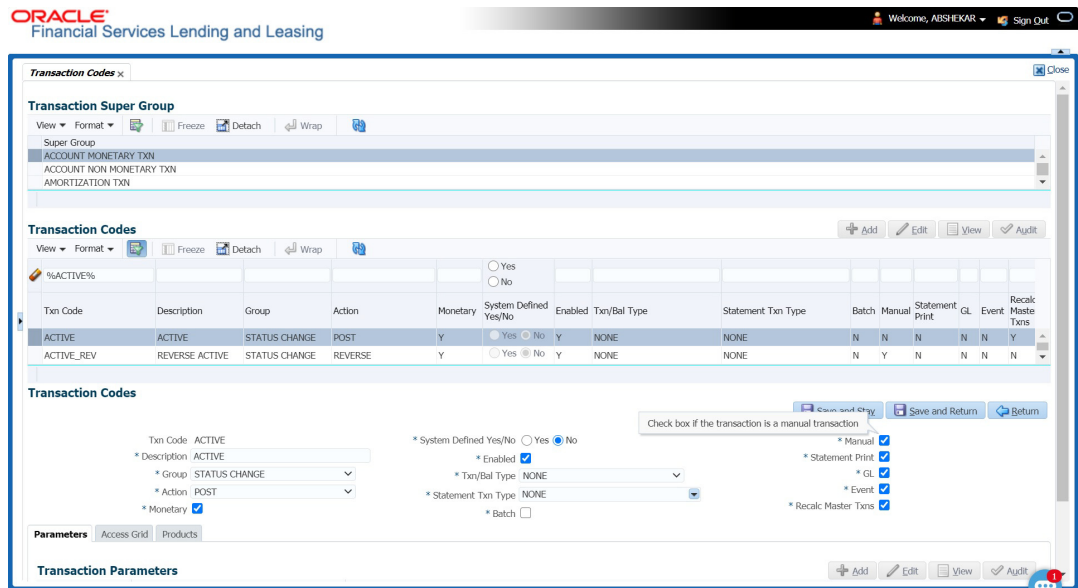 ORACLE
Welcome, ABSHEKAR Sign Out
Financial Services Lending and Leasing
Transaction Codes × Close
Transaction Super Group
View Format Freeze Detach Wrap
Super Group
ACCOUNT MONETARY TXN
ACCOUNT NON MONETARY TXN
AMORTIZATION TXN
Transaction Codes Add Edit View Audit
View Format Freeze Detach Wrap
%ACTIVE% Yes
No
Txn Code Description Group Action Monetary System Defined Yes/No Enabled Txn/Bal Type Statement Txn Type Batch Manual Statement Print GL Event Recalc Maste Txns
ACTIVE ACTIVE STATUS CHANGE POST Y Yes No Y NONE NONE N N N N N Y
ACTIVE_REV REVERSE ACTIVE STATUS CHANGE REVERSE Y Yes No Y NONE NONE N Y N N N N
Transaction Codes
Save and Stay Save and Return Return
Check box if the transaction is a manual transaction
Txn Code ACTIVE * System Defined Yes/No Yes No * Manual
* Description ACTIVE * Enabled * Statement Print
* Group STATUS CHANGE * Txn/Bal Type NONE * GL
* Action POST * Statement Txn Type NONE * Event
* Monetary * Batch * Recalc Master Txns
Parameters Access Grid Products
Transaction Parameters Add Edit View Audit
1